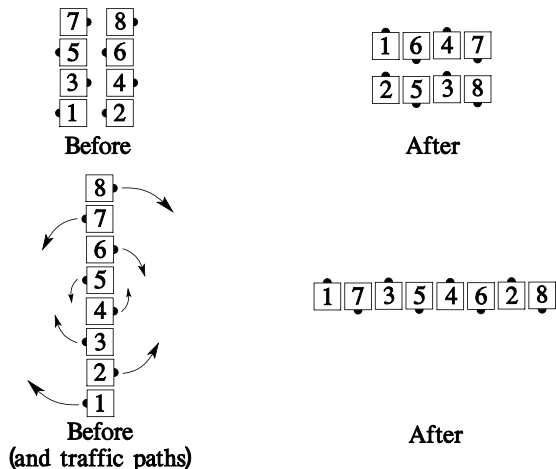 7 8
5 6
3 4
1 2
Before
1 6 4 7
2 5 3 8
After
8
7
6
5
4
3
2
1
Before
(and traffic paths)
1 7 3 5 4 6 2 8
After